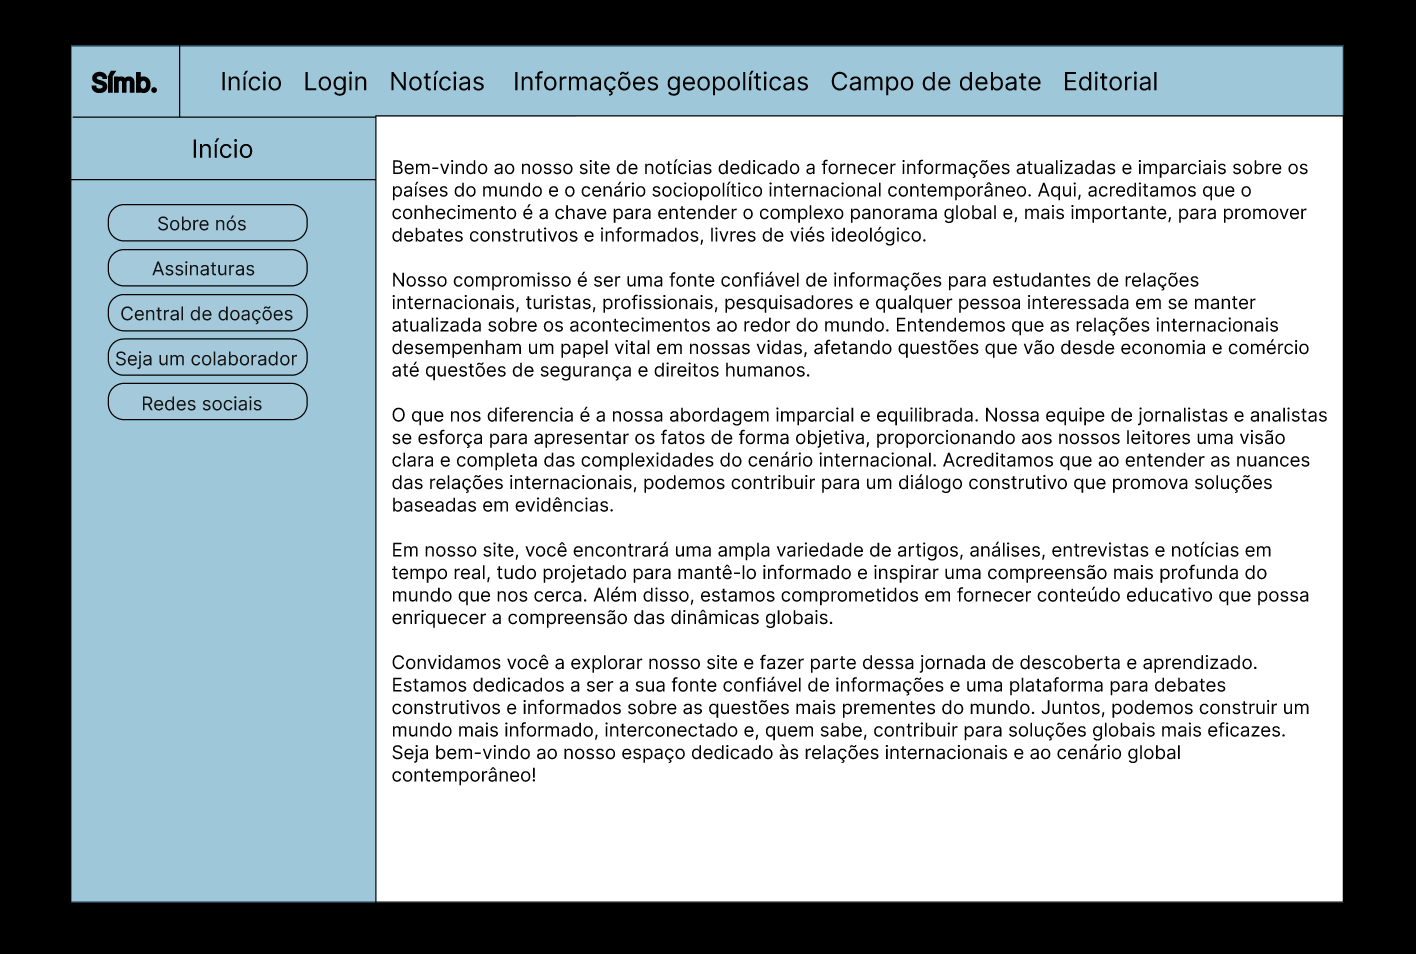 Símb.
Início Login Notícias Informações geopolíticas Campo de debate Editorial
Início
Sobre nós
Assinaturas
Central de doações
Seja um colaborador
Redes sociais
Bem-vindo ao nosso site de notícias dedicado a fornecer informações atualizadas e imparciais sobre os
países do mundo e o cenário sociopolítico internacional contemporâneo. Aqui, acreditamos que o
conhecimento é a chave para entender o complexo panorama global e, mais importante, para promover
debates construtivos e informados, livres de viés ideológico.
Nosso compromisso é ser uma fonte confiável de informações para estudantes de relações
internacionais, turistas, profissionais, pesquisadores e qualquer pessoa interessada em se manter
atualizada sobre os acontecimentos ao redor do mundo. Entendemos que as relações internacionais
desempenham um papel vital em nossas vidas, afetando questões que vão desde economia e comércio
até questões de segurança e direitos humanos.
O que nos diferencia é a nossa abordagem imparcial e equilibrada. Nossa equipe de jornalistas e analistas
se esforça para apresentar os fatos de forma objetiva, proporcionando aos nossos leitores uma visão
clara e completa das complexidades do cenário internacional. Acreditamos que ao entender as nuances
das relações internacionais, podemos contribuir para um diálogo construtivo que promova soluções
baseadas em evidências.
Em nosso site, você encontrará uma ampla variedade de artigos, análises, entrevistas e notícias em
tempo real, tudo projetado para mantê-lo informado e inspirar uma compreensão mais profunda do
mundo que nos cerca. Além disso, estamos comprometidos em fornecer conteúdo educativo que possa
enriquecer a compreensão das dinâmicas globais.
Convidamos você a explorar nosso site e fazer parte dessa jornada de descoberta e aprendizado.
Estamos dedicados a ser a sua fonte confiável de informações e uma plataforma para debates
construtivos e informados sobre as questões mais prementes do mundo. Juntos, podemos construir um
mundo mais informado, interconectado e, quem sabe, contribuir para soluções globais mais eficazes.
Seja bem-vindo ao nosso espaço dedicado às relações internacionais e ao cenário global
contemporâneo!